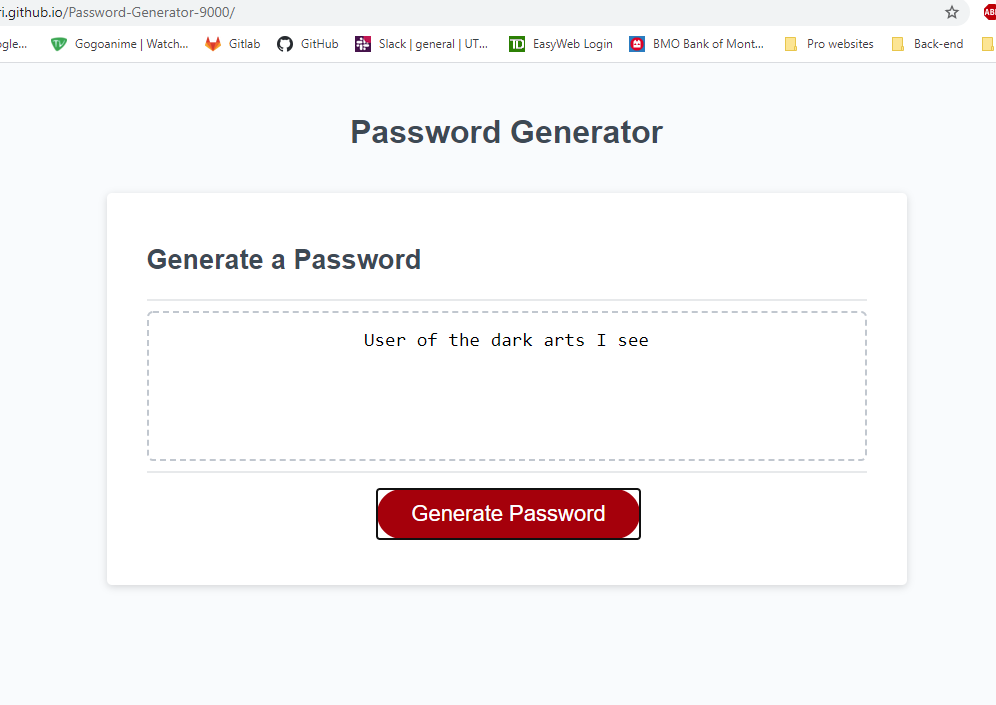 ri.github.io/Password-Generator-9000/
ogle... Gogoanime | Watch... Gitlab GitHub Slack | general | UT... EasyWeb Login BMO Bank of Mont... Pro websites Back-end
Password Generator
Generate a Password
User of the dark arts I see
Generate Password